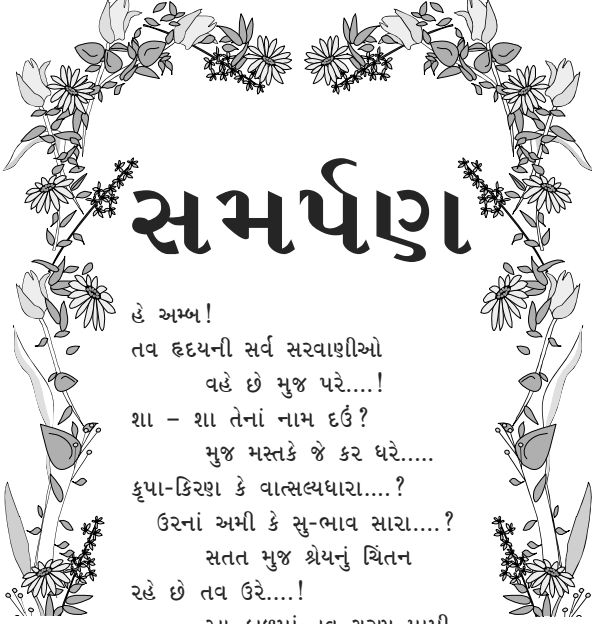 સમર્પણ
હે અમ્બ!
તવ હૃદયની સર્વ સરવાણીઓ
વહે છે મુજ પરે....!
શા – શા તેનાં નામ દઉં?
મુજ મસ્તકે જે કર ધરે.....
કૃપા-કિરણ કે વાત્સલ્યધારા....?
ઉરનાં અમી કે સુ-ભાવ સારા....?
સતત મુજ શ્રેયનું ચિંતન
રહે છે તવ ઉરે....!